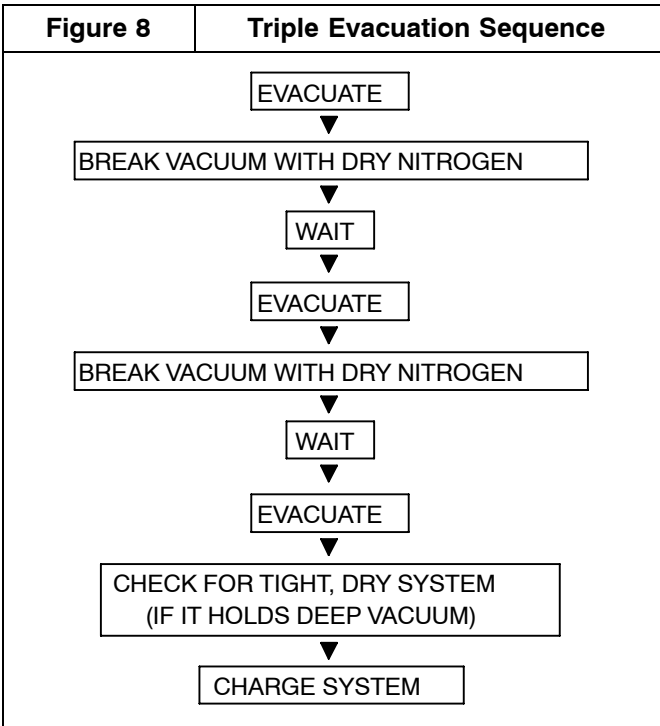 Figure 8 Triple Evacuation Sequence
EVACUATE
BREAK VACUUM WITH DRY NITROGEN
WAIT
EVACUATE
BREAK VACUUM WITH DRY NITROGEN
WAIT
EVACUATE
CHECK FOR TIGHT, DRY SYSTEM
(IF IT HOLDS DEEP VACUUM)
CHARGE SYSTEM